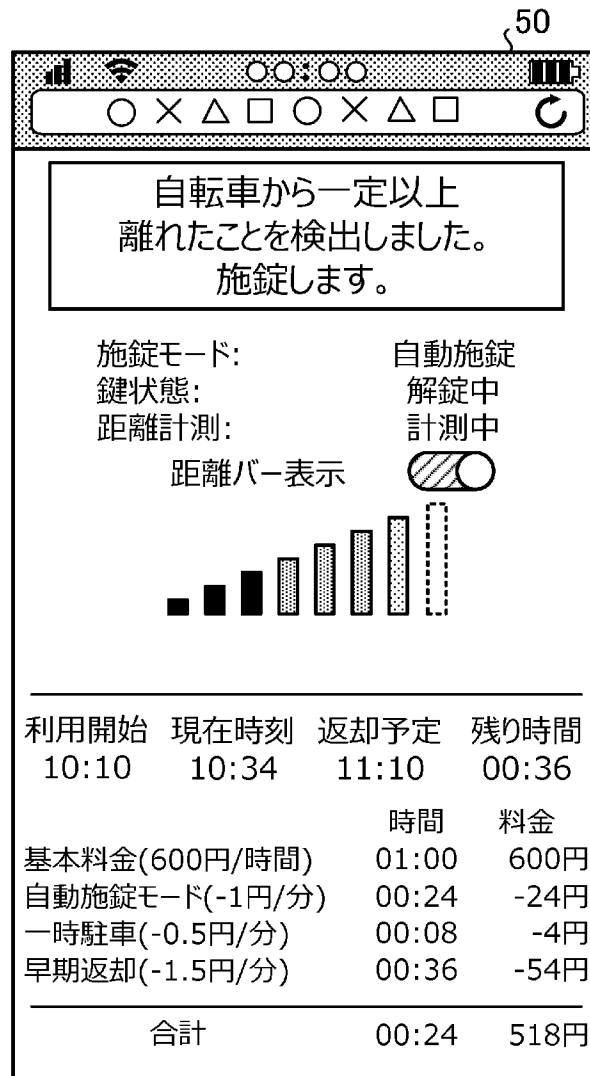 50
○○:○○
○×△□○×△□
自転車から一定以上
離れたことを検出しました。
施錠します。
施錠モード: 自動施錠
鍵状態: 解錠中
距離計測: 計測中
距離バー表示
利用開始 現在時刻 返却予定 残り時間
10:10 10:34 11:10 00:36
時間 料金
基本料金(600円/時間) 01:00 600円
自動施錠モード(-1円/分) 00:24 -24円
一時駐車(-0.5円/分) 00:08 -4円
早期返却(-1.5円/分) 00:36 -54円
合計 00:24 518円